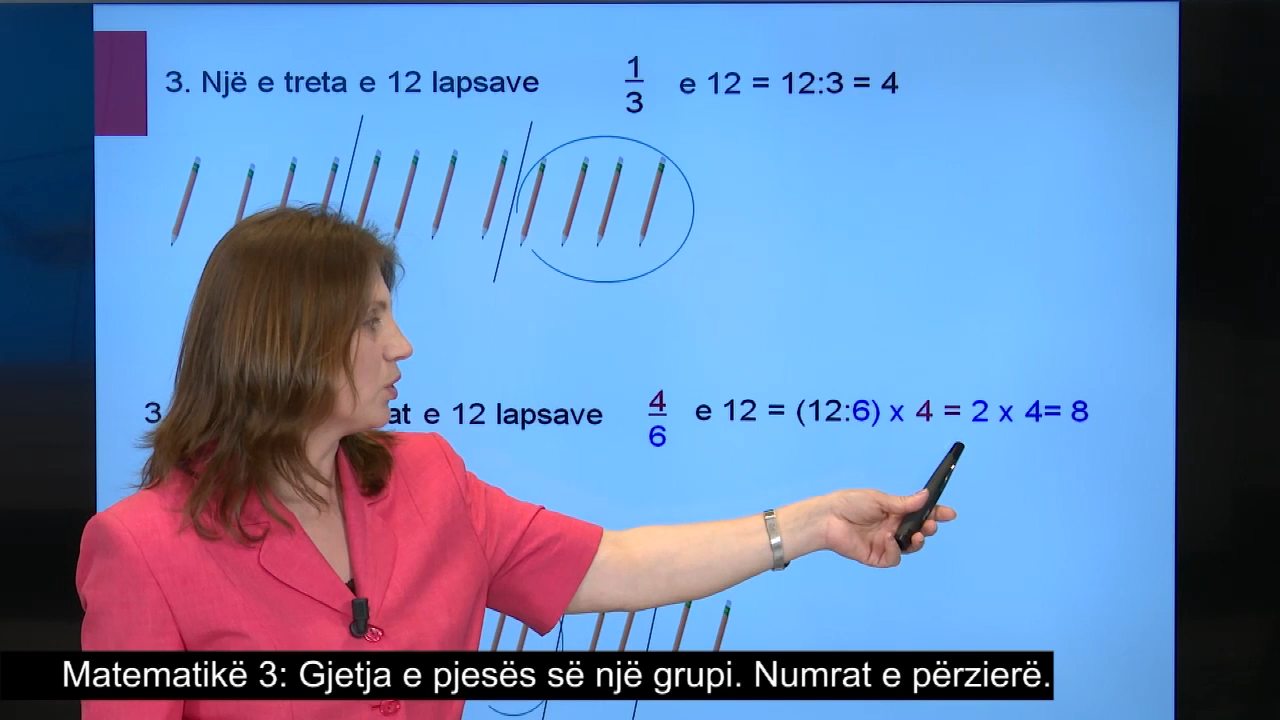 3. Një e treta e 12 lapsave 1/3 e 12 = 12:3 = 4
3 at e 12 lapsave 4/6 e 12 = (12:6) x 4 = 2 x 4= 8
Matematikë 3: Gjetja e pjesës së një grupi. Numrat e përzierë.